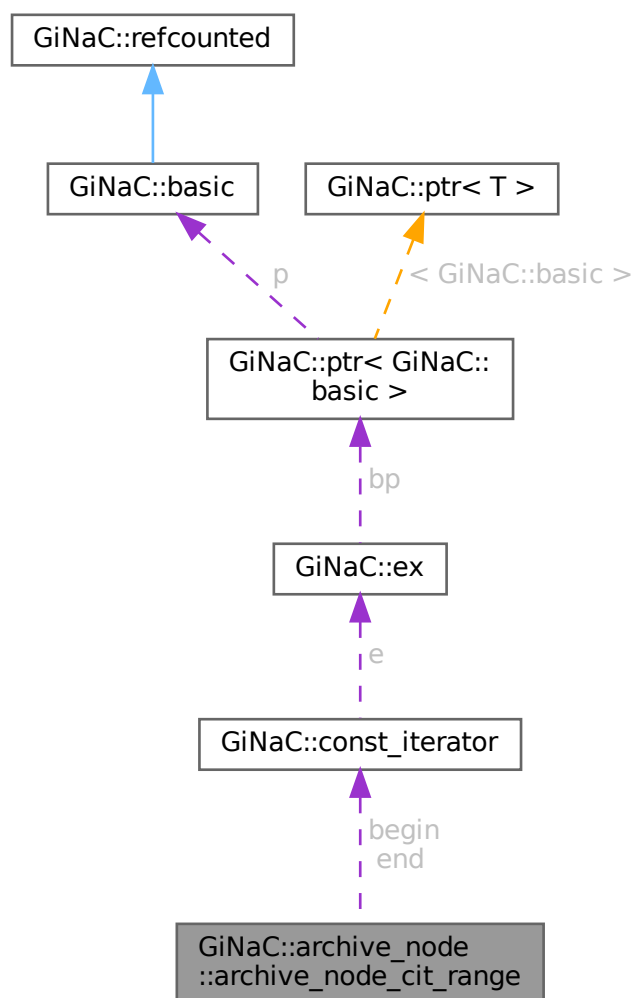 GiNaC::refcounted
GiNaC::basic
GiNaC::ptr< T >
p
< GiNaC::basic >
GiNaC::ptr< GiNaC::
basic >
bp
GiNaC::ex
e
GiNaC::const_iterator
begin
end
GiNaC::archive_node
::archive_node_cit_range